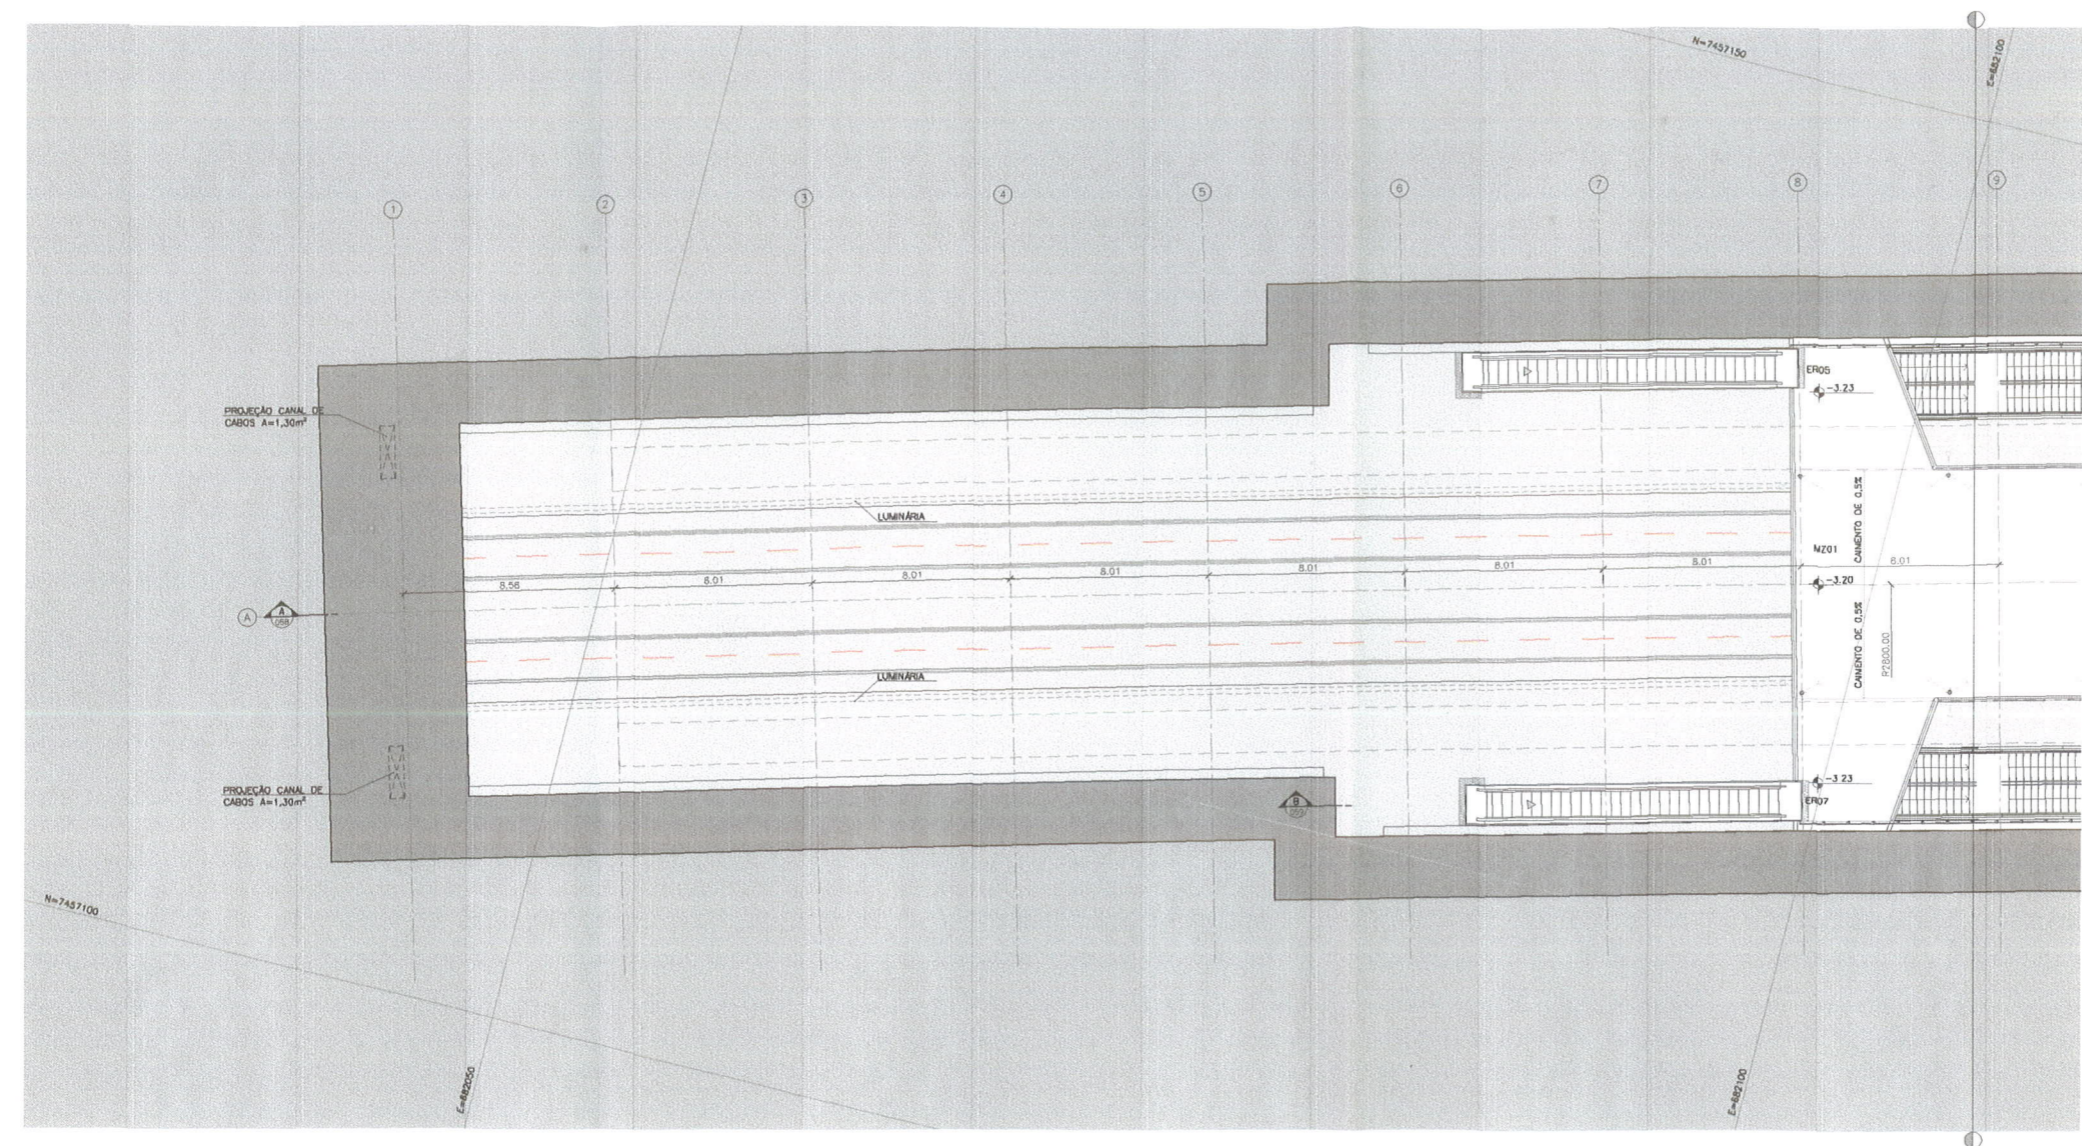 N=7457150
E=682100
1
2
3
4
5
6
7
8
9
PROJEÇÃO CANAL DE
CABOS A=1,30m²
ER05
-3.23
LUMINÁRIA
CAIMENTO DE 0,5%
MZ01
8.58
8.01
8.01
8.01
8.01
8.01
8.01
8.01
-3.20
A
A
058
CAIMENTO DE 0,5%
R2800.00
LUMINÁRIA
PROJEÇÃO CANAL DE
CABOS A=1,30m²
B
-3.23
ER07
N=7457100
E=682050
E=682100